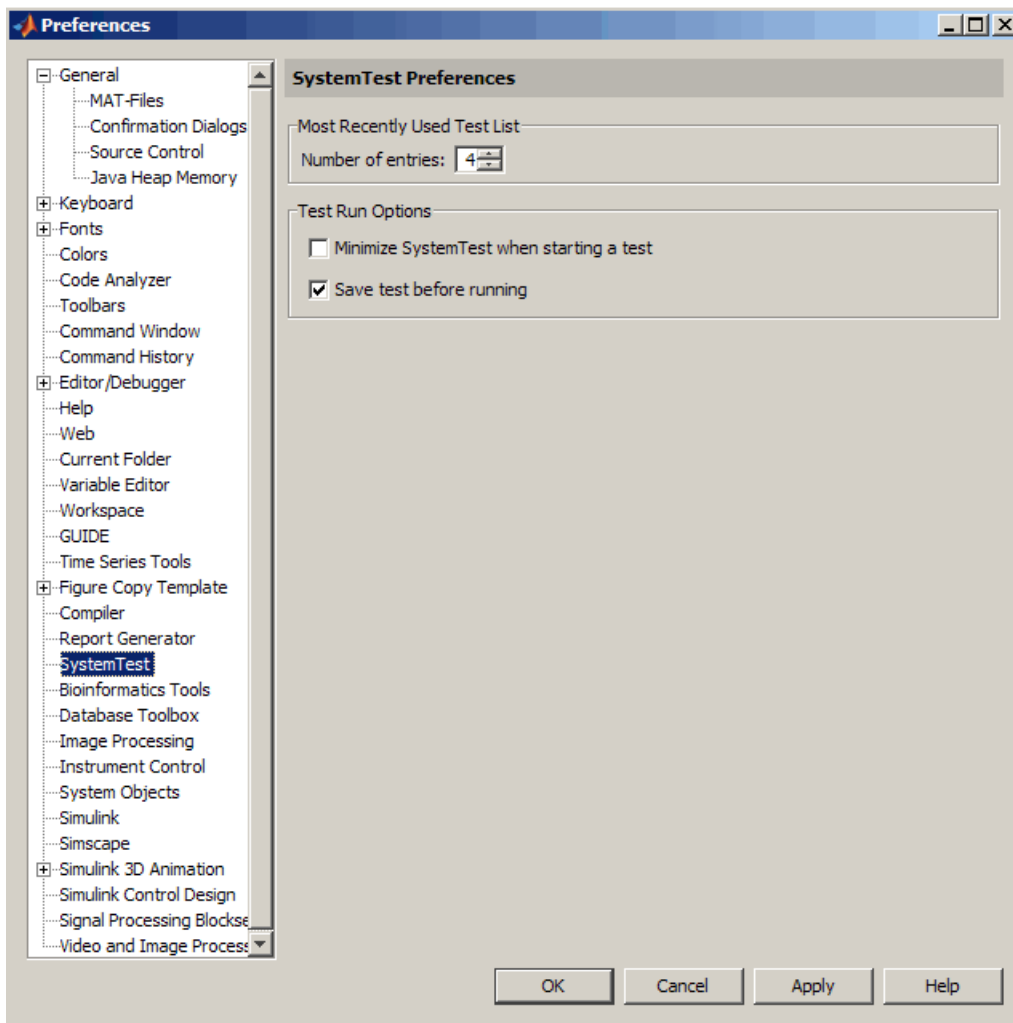 Preferences
General
MAT-Files
Confirmation Dialogs
Source Control
Java Heap Memory
Keyboard
Fonts
Colors
Code Analyzer
Toolbars
Command Window
Command History
Editor/Debugger
Help
Web
Current Folder
Variable Editor
Workspace
GUIDE
Time Series Tools
Figure Copy Template
Compiler
Report Generator
SystemTest
Bioinformatics Tools
Database Toolbox
Image Processing
Instrument Control
System Objects
Simulink
Simscape
Simulink 3D Animation
Simulink Control Design
Signal Processing Blockse
Video and Image Process
SystemTest Preferences
Most Recently Used Test List
Number of entries: 4
Test Run Options
Minimize SystemTest when starting a test
Save test before running
OK Cancel Apply Help